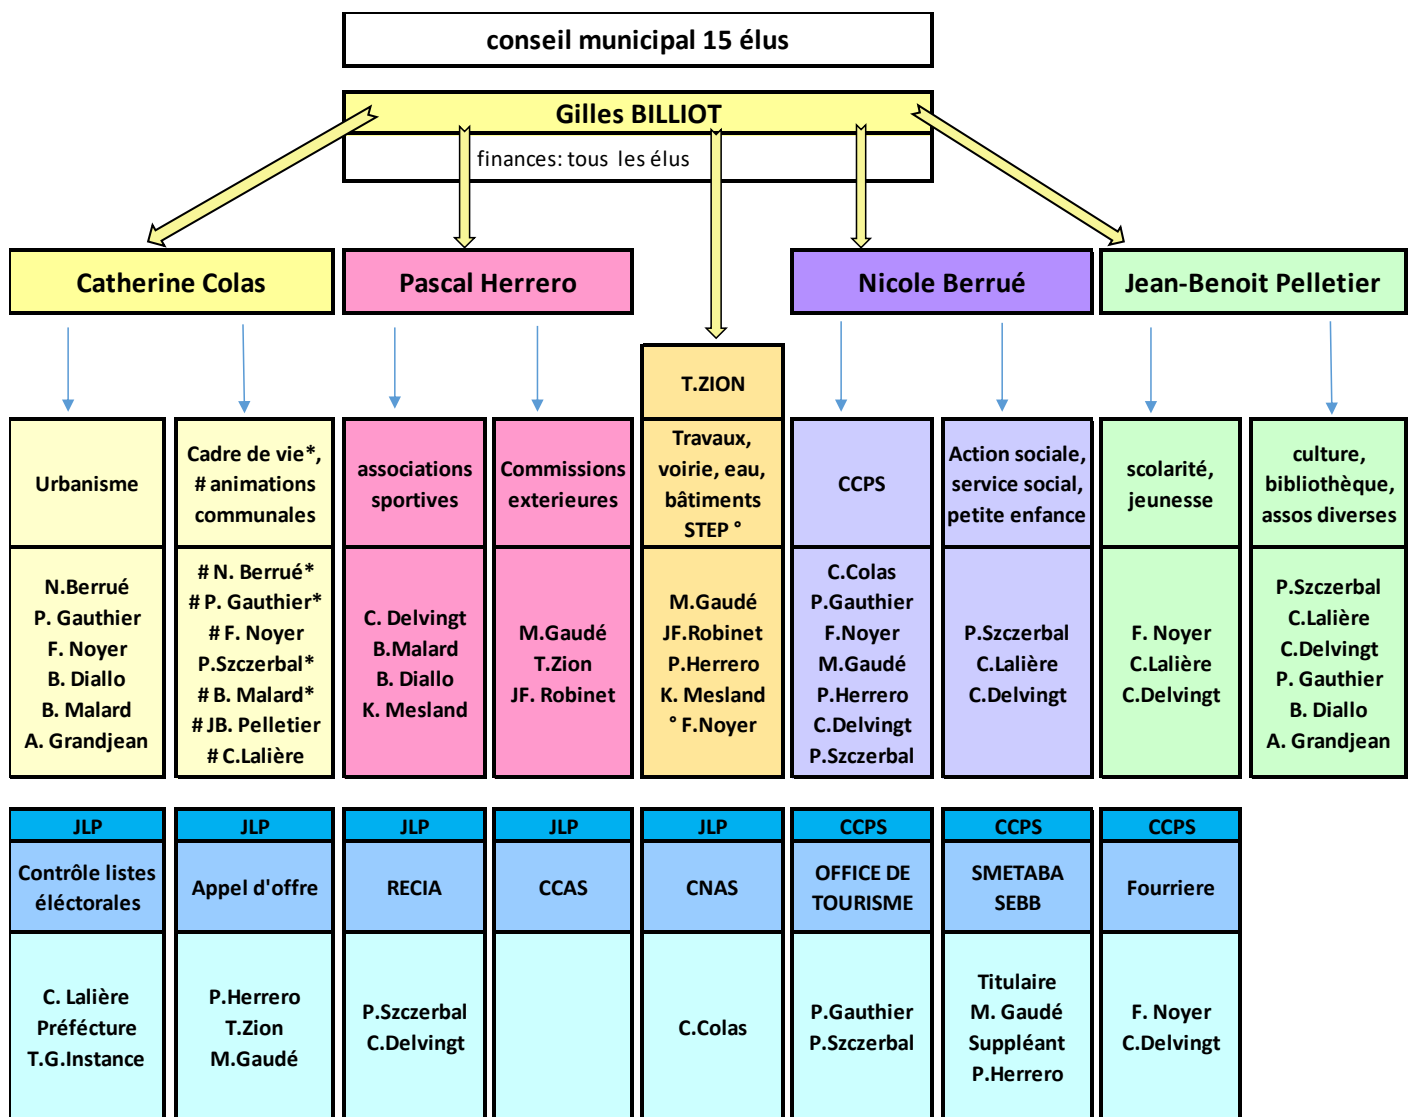 conseil municipal 15 élus
Gilles BILLIOT
finances: tous les élus
Catherine Colas
Pascal Herrero
Nicole Berrué
Jean-Benoit Pelletier
T.ZION
Urbanisme
Cadre de vie*,
# animations
communales
associations
sportives
Commissions
exterieures
Travaux,
voirie, eau,
bâtiments
STEP °
CCPS
Action sociale,
service social,
petite enfance
scolarité,
jeunesse
culture,
bibliothèque,
assos diverses
N.Berrué
P. Gauthier
F. Noyer
B. Diallo
B. Malard
A. Grandjean
# N. Berrué*
# P. Gauthier*
# F. Noyer
P.Szczerbal*
# B. Malard*
# JB. Pelletier
# C.Lalière
C. Delvingt
B.Malard
B. Diallo
K. Mesland
M.Gaudé
T.Zion
JF. Robinet
M.Gaudé
JF.Robinet
P.Herrero
K. Mesland
° F.Noyer
C.Colas
P.Gauthier
F.Noyer
M.Gaudé
P.Herrero
C.Delvingt
P.Szczerbal
P.Szczerbal
C.Lalière
C.Delvingt
F. Noyer
C.Lalière
C.Delvingt
P.Szczerbal
C.Lalière
C.Delvingt
P. Gauthier
B. Diallo
A. Grandjean
JLP
Contrôle listes
éléctorales
C. Lalière
Préfécture
T.G.Instance
JLP
Appel d'offre
P.Herrero
T.Zion
M.Gaudé
JLP
RECIA
P.Szczerbal
C.Delvingt
JLP
CCAS
JLP
CNAS
C.Colas
CCPS
OFFICE DE
TOURISME
P.Gauthier
P.Szczerbal
CCPS
SMETABA
SEBB
Titulaire
M. Gaudé
Suppléant
P.Herrero
CCPS
Fourriere
F. Noyer
C.Delvingt